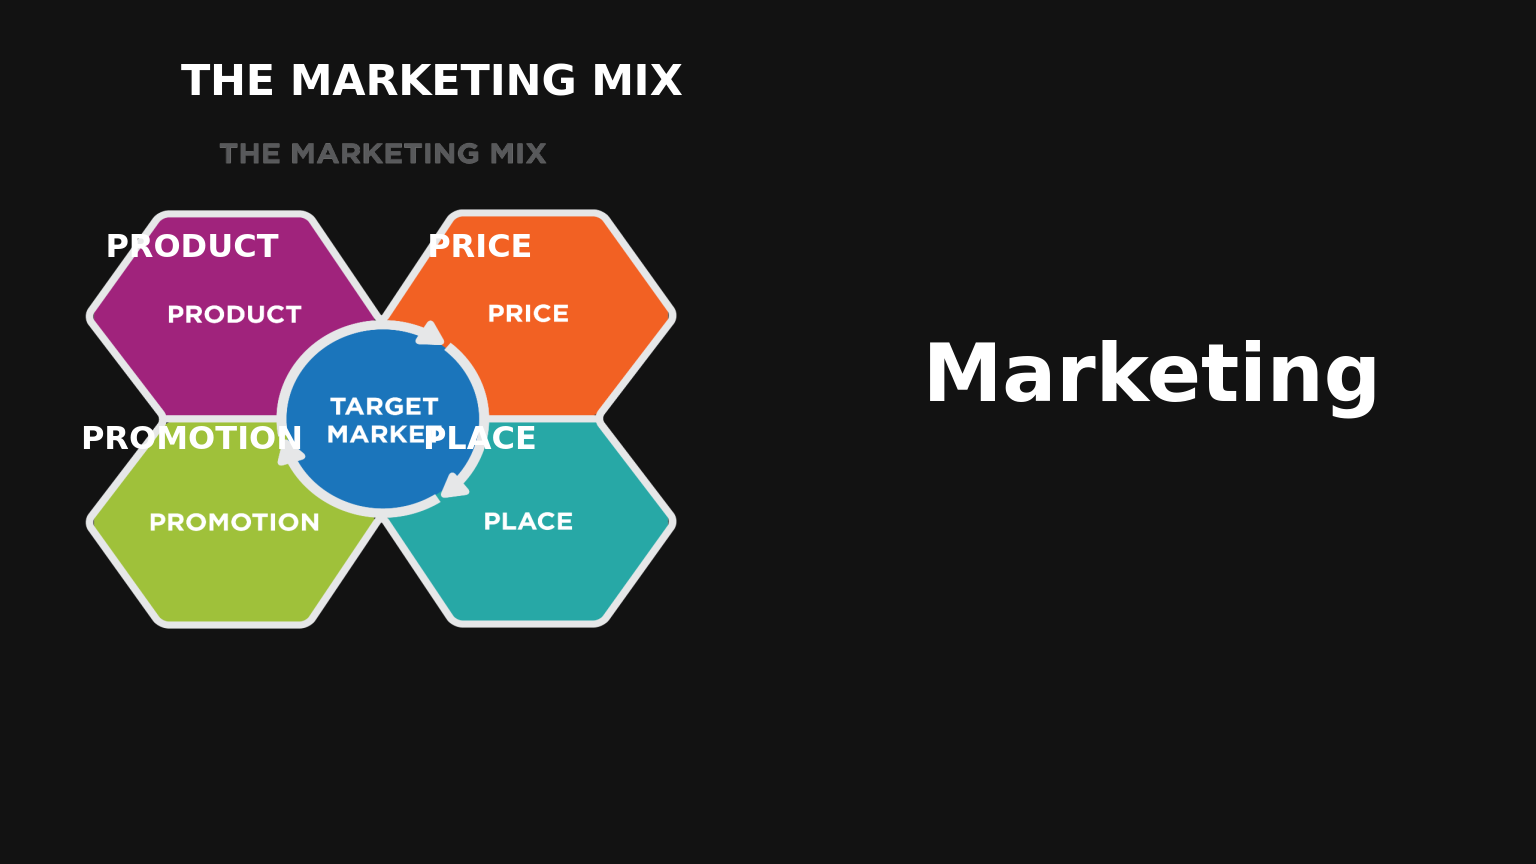 THE MARKETING MIX
THE MARKETING MIX
PRODUCT
PRICE
PRODUCT
PRICE
Marketing
TARGET
MARKET
PROMOTION
PLACE
PROMOTION
PLACE